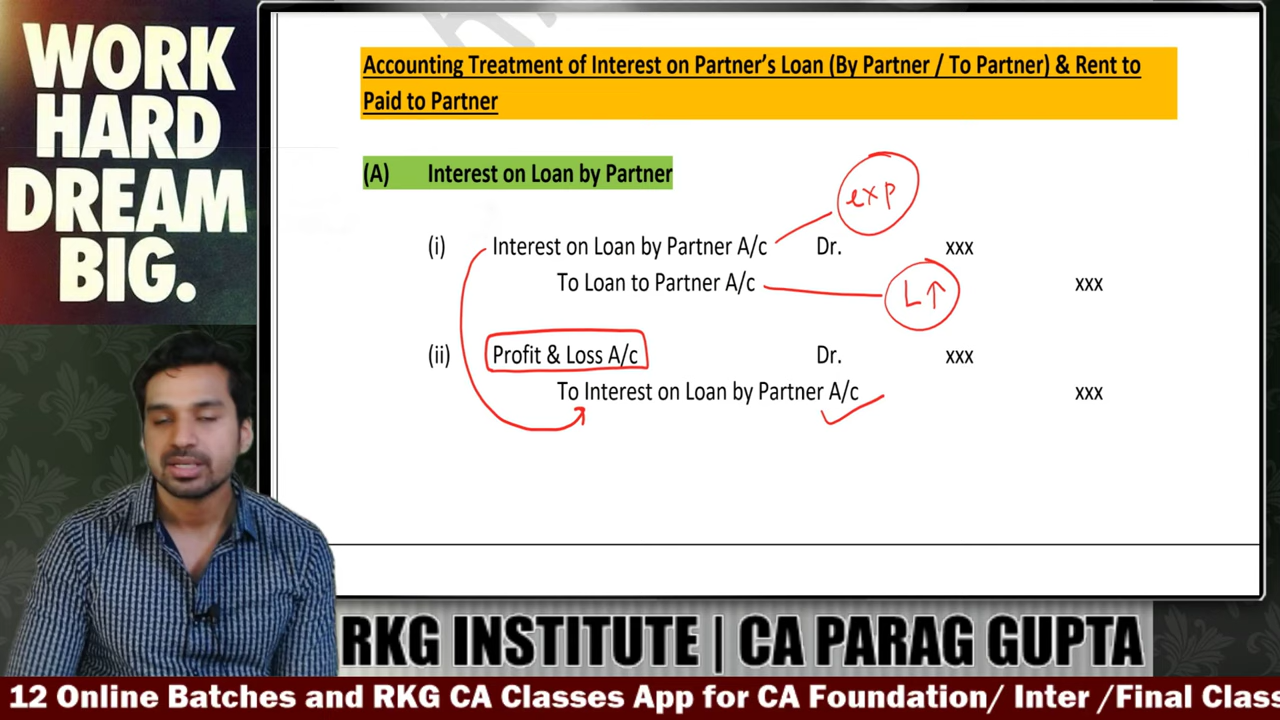 WORK
HARD
DREAM
BIG.
Accounting Treatment of Interest on Partner's Loan (By Partner / To Partner) & Rent to
Paid to Partner
(A) Interest on Loan by Partner
exp
(i) Interest on Loan by Partner A/c Dr. xxx
To Loan to Partner A/c xxx
L↑
(ii) Profit & Loss A/c Dr. xxx
To Interest on Loan by Partner A/c xxx
RKG INSTITUTE | CA PARAG GUPTA
12 Online Batches and RKG CA Classes App for CA Foundation/ Inter /Final Class